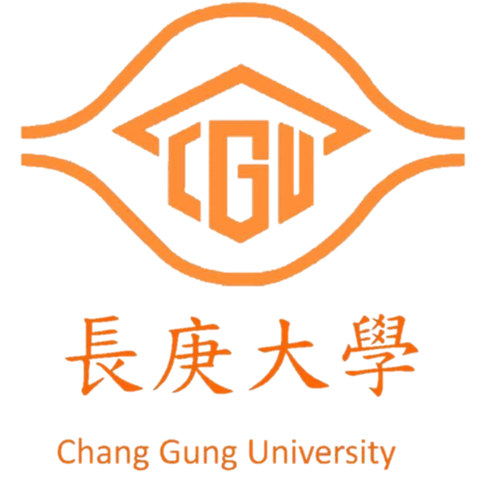 CGU
長庚大學
Chang Gung University